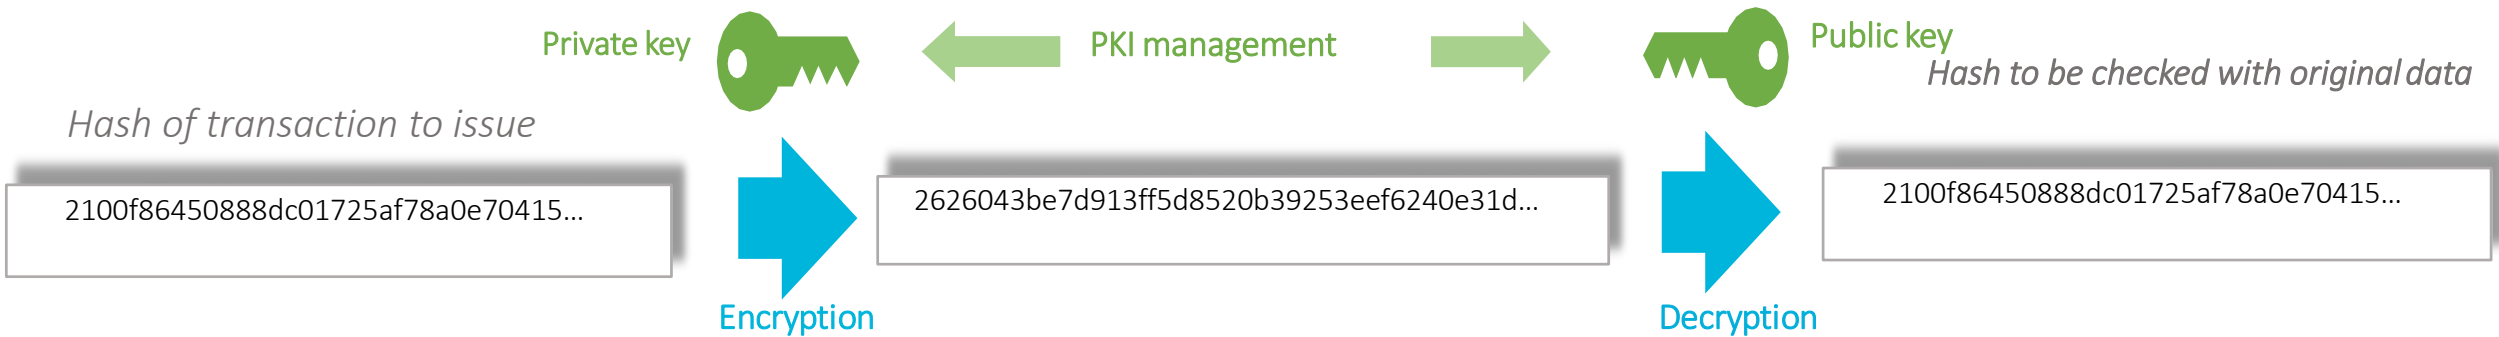 Private key
PKI management
Public key
Hash to be checked with original data
Hash of transaction to issue
2100f86450888dc01725af78a0e70415...
2626043be7d913ff5d8520b39253eef6240e31d...
2100f86450888dc01725af78a0e70415...
Encryption
Decryption